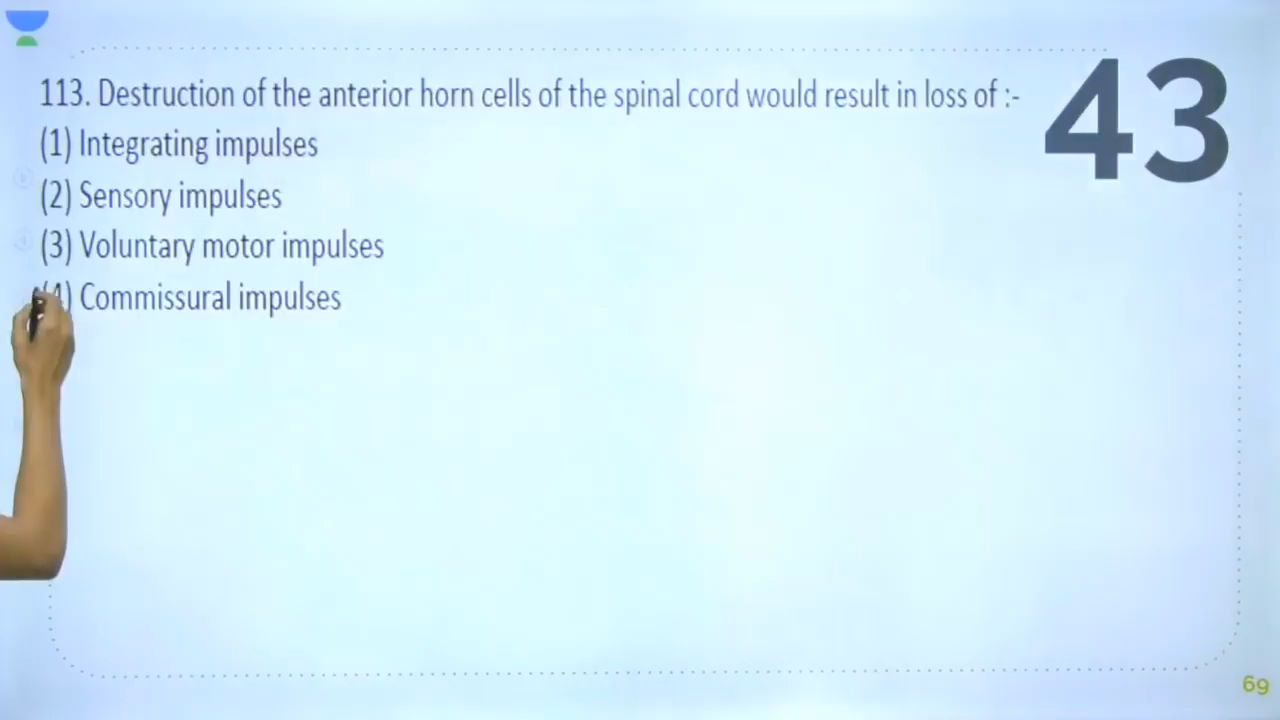 113. Destruction of the anterior horn cells of the spinal cord would result in loss of :-
43
(1) Integrating impulses
(2) Sensory impulses
(3) Voluntary motor impulses
(4) Commissural impulses
69